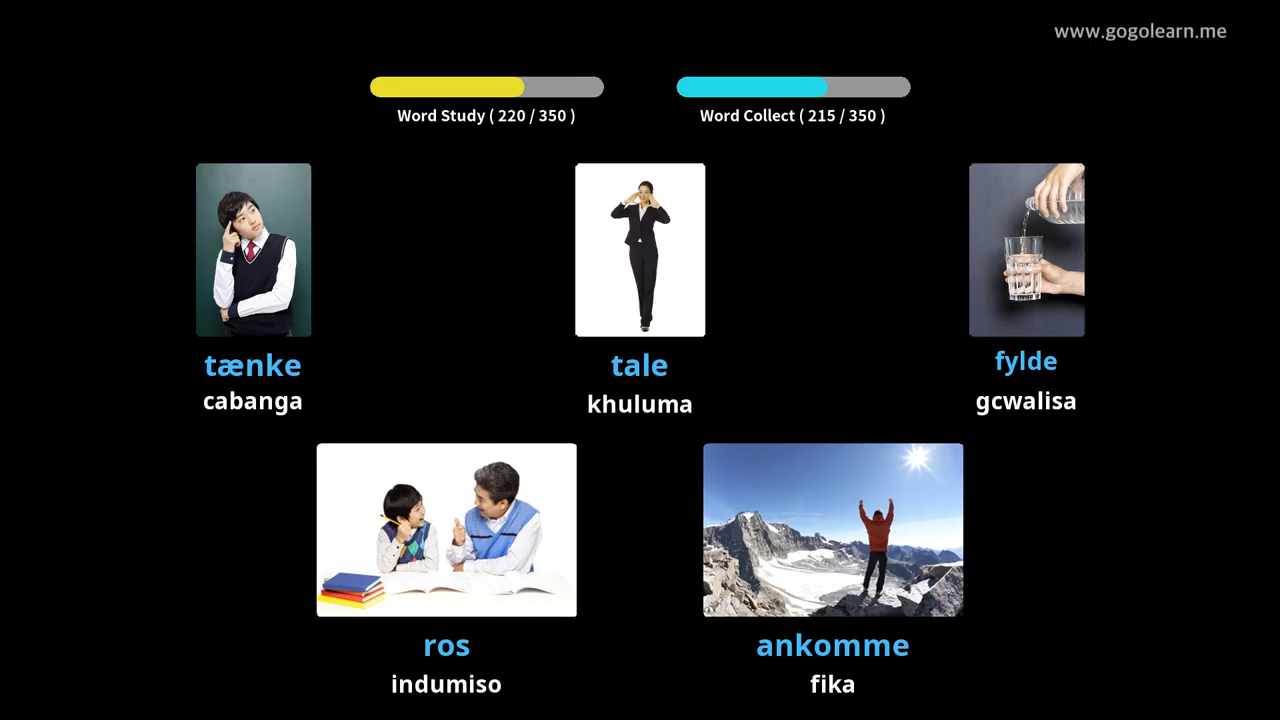 www.gogolearn.me
Word Study ( 220 / 350 )
Word Collect ( 215 / 350 )
tænke
cabanga
tale
khuluma
fylde
gcwalisa
ros
indumiso
ankomme
fika